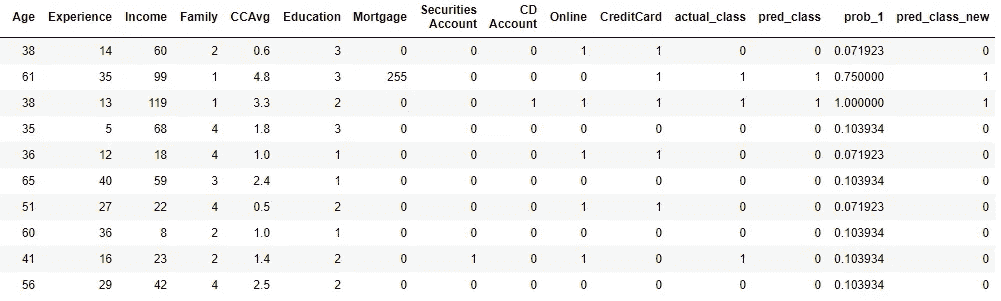 Age Experience Income Family CCAvg Education Mortgage Securities Account CD Account Online CreditCard actual_class pred_class prob_1 pred_class_new
38 14 60 2 0.6 3 0 0 0 1 1 0 0 0.071923 0
61 35 99 1 4.8 3 255 0 0 0 1 1 1 0.750000 1
38 13 119 1 3.3 2 0 0 1 1 1 1 1 1.000000 1
35 5 68 4 1.8 3 0 0 0 0 0 0 0 0.103934 0
36 12 18 4 1.0 1 0 0 0 1 1 0 0 0.071923 0
65 40 59 3 2.4 1 0 0 0 0 0 0 0 0.103934 0
51 27 22 4 0.5 2 0 0 0 1 1 0 0 0.071923 0
60 36 8 2 1.0 1 0 0 0 0 0 0 0 0.103934 0
41 16 23 2 1.4 2 0 1 0 1 0 1 0 0.103934 0
56 29 42 4 2.5 2 0 0 0 0 0 0 0 0.103934 0